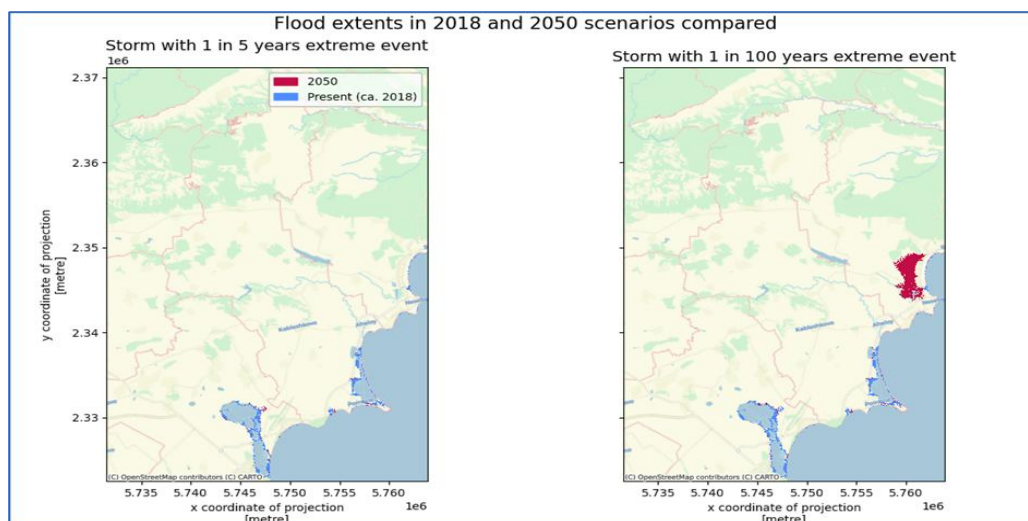 Flood extents in 2018 and 2050 scenarios compared
Storm with 1 in 5 years extreme event
1e6
2.37
2.36
2.35
2.34
2.33
y coordinate of projection
[metre]
2050
Present (ca. 2018)
(C) OpenStreetMap contributors (C) CARTO
5.735 5.740 5.745 5.750 5.755 5.760
x coordinate of projection
[metre]
1e6
Storm with 1 in 100 years extreme event
(C) OpenStreetMap contributors (C) CARTO
5.735 5.740 5.745 5.750 5.755 5.760
x coordinate of projection
[metre]
1e6